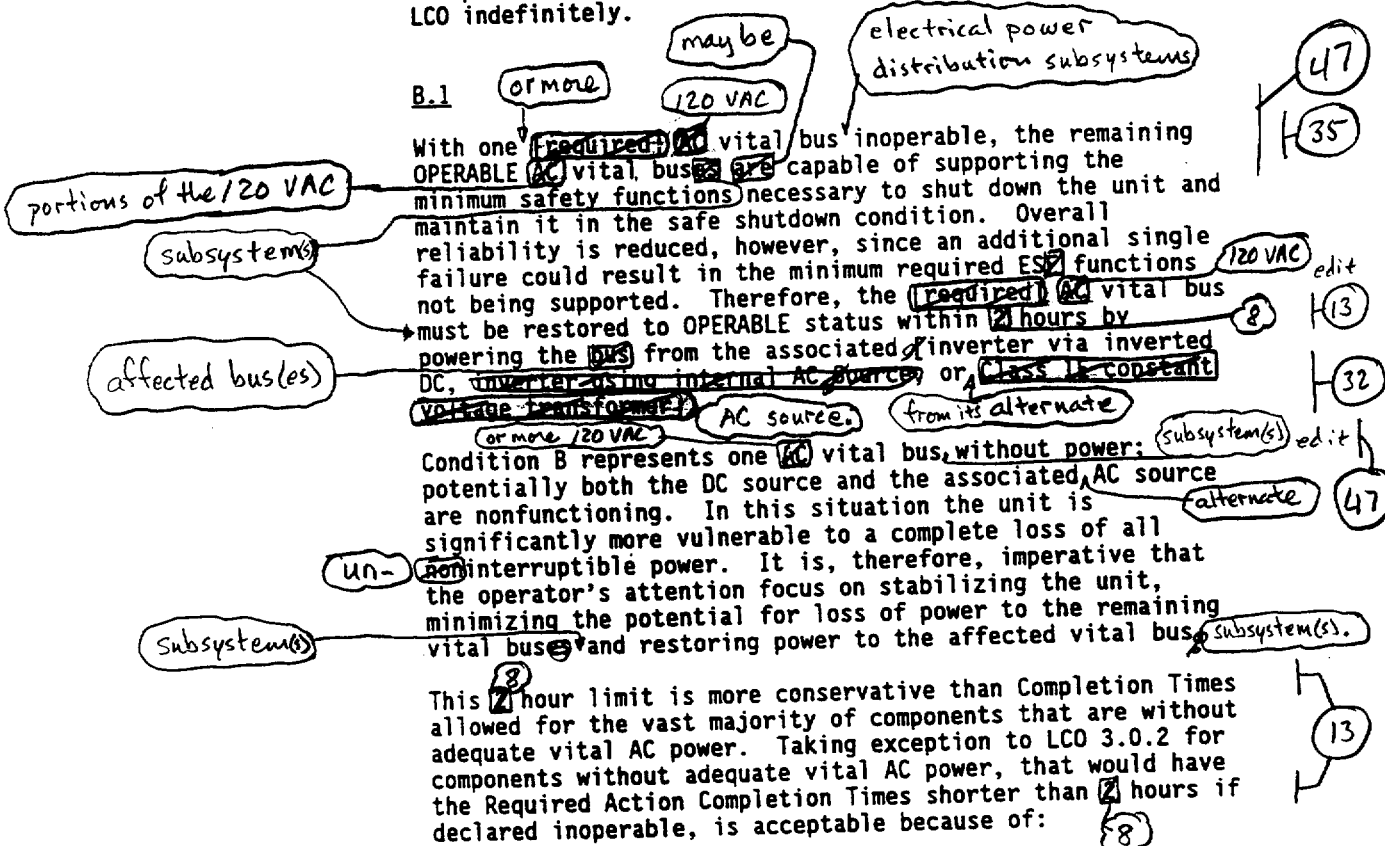 LCO indefinitely.
may be
electrical power
distribution subsystems
47
B.1
or more
120 VAC
35
With one [required] AC vital bus inoperable, the remaining
OPERABLE AC vital buses are capable of supporting the
portions of the 120 VAC
minimum safety functions necessary to shut down the unit and
maintain it in the safe shutdown condition. Overall
subsystem(s)
reliability is reduced, however, since an additional single
failure could result in the minimum required ESF functions
120 VAC
edit
not being supported. Therefore, the [required] AC vital bus
13
must be restored to OPERABLE status within 2 hours by
8
powering the bus from the associated inverter via inverted
affected bus(es)
DC, inverter using internal AC source, or Class 1E constant
32
voltage transformer.
AC source.
from its alternate
or more 120 VAC
subsystem(s)
edit
Condition B represents one AC vital bus without power;
potentially both the DC source and the associated AC source
alternate
47
are nonfunctioning. In this situation the unit is
significantly more vulnerable to a complete loss of all
un-
noninterruptible power. It is, therefore, imperative that
the operator's attention focus on stabilizing the unit,
minimizing the potential for loss of power to the remaining
subsystem(s)
vital buses and restoring power to the affected vital bus.
subsystem(s).
8
This 2 hour limit is more conservative than Completion Times
allowed for the vast majority of components that are without
adequate vital AC power. Taking exception to LCO 3.0.2 for
13
components without adequate vital AC power, that would have
the Required Action Completion Times shorter than 2 hours if
declared inoperable, is acceptable because of:
8